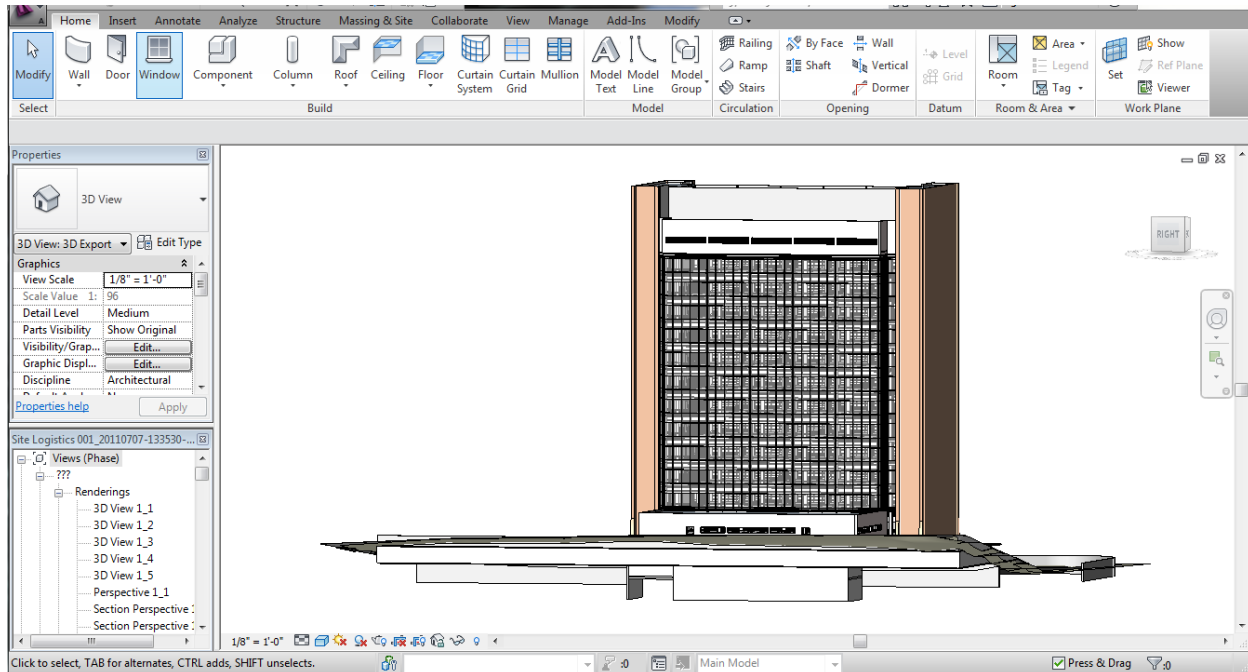 Home Insert Annotate Analyze Structure Massing & Site Collaborate View Manage Add-Ins Modify
Modify Wall Door Window Component Column Roof Ceiling Floor Curtain System Curtain Grid Mullion Model Text Model Line Model Group
Railing By Face Wall Level Area Show
Ramp Shaft Vertical Grid Room Legend Set Ref Plane
Stairs Dormer Tag Viewer
Select Build Model Circulation Opening Datum Room & Area Work Plane
Properties
3D View
3D View: 3D Export Edit Type
Graphics
View Scale 1/8" = 1'-0"
Scale Value 1: 96
Detail Level Medium
Parts Visibility Show Original
Visibility/Grap... Edit...
Graphic Displ... Edit...
Discipline Architectural
Properties help Apply
RIGHT
Site Logistics 001_20110707-133530-...
Views (Phase)
???
Renderings
3D View 1_1
3D View 1_2
3D View 1_3
3D View 1_4
3D View 1_5
Perspective 1_1
Section Perspective
Section Perspective
1/8" = 1'-0"
Click to select, TAB for alternates, CTRL adds, SHIFT unselects. :0 Main Model Press & Drag :0